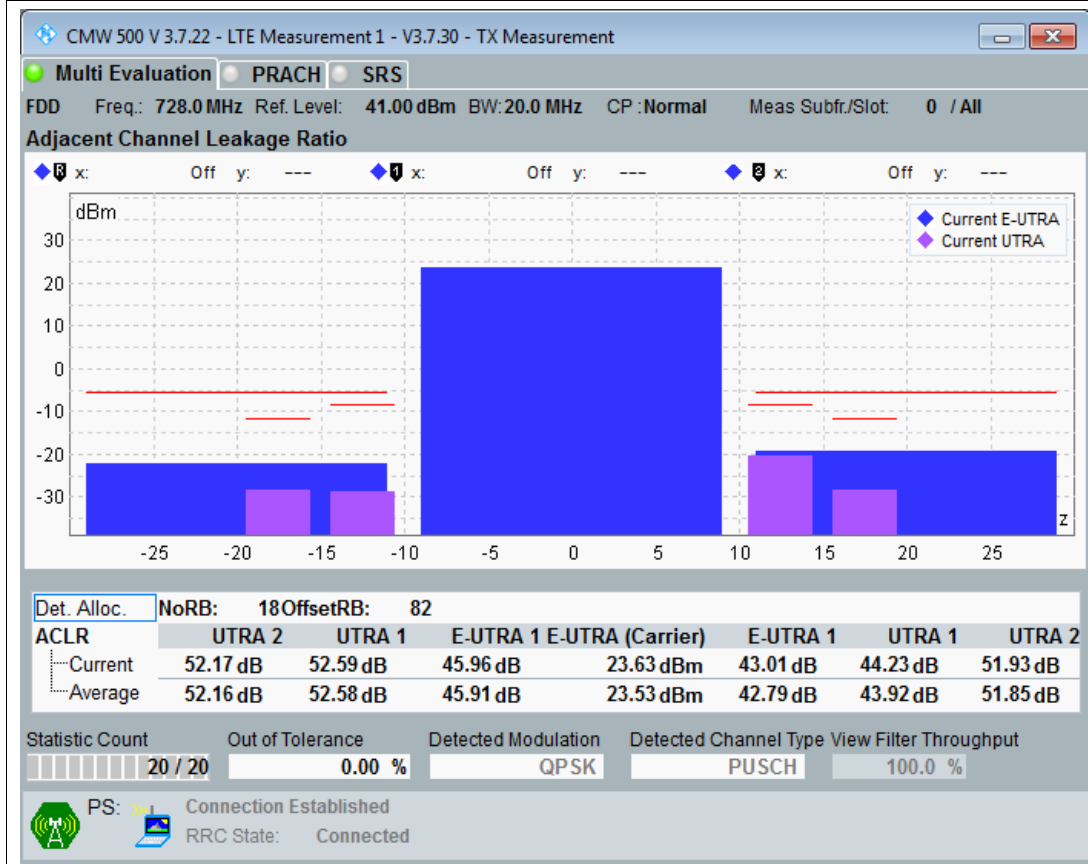 CMW 500 V 3.7.22 - LTE Measurement 1 - V3.7.30 - TX Measurement
Multi Evaluation PRACH SRS
FDD Freq.: 728.0 MHz Ref. Level: 41.00 dBm BW: 20.0 MHz CP : Normal Meas Subfr./Slot: 0 / All
Adjacent Channel Leakage Ratio
R x: Off y: --- 1 x: Off y: --- 2 x: Off y: ---
dBm
Current E-UTRA
Current UTRA
30
20
10
0
-10
-20
-30
z
-25 -20 -15 -10 -5 0 5 10 15 20 25
Det. Alloc. NoRB: 18 OffsetRB: 82
ACLR UTRA 2 UTRA 1 E-UTRA 1 E-UTRA (Carrier) E-UTRA 1 UTRA 1 UTRA 2
Current 52.17 dB 52.59 dB 45.96 dB 23.63 dBm 43.01 dB 44.23 dB 51.93 dB
Average 52.16 dB 52.58 dB 45.91 dB 23.53 dBm 42.79 dB 43.92 dB 51.85 dB
Statistic Count Out of Tolerance Detected Modulation Detected Channel Type View Filter Throughput
20 / 20 0.00 % QPSK PUSCH 100.0 %
PS: Connection Established
RRC State: Connected